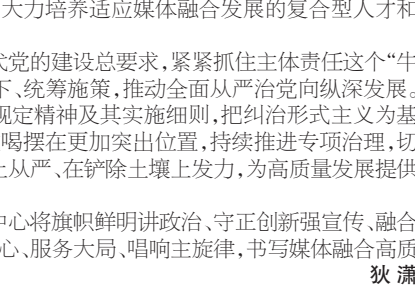 大力培养适应媒体融合发展的复合型人才和
代党的建设总要求，紧紧抓住主体责任这个“牛
下、统筹施策，推动全面从严治党向纵深发展。
规定精神及其实施细则，把纠治形式主义为基
喝摆在更加突出位置，持续推进专项治理，切
上从严、在铲除土壤上发力，为高质量发展提供
中心将旗帜鲜明讲政治、守正创新强宣传、融合
心、服务大局、唱响主旋律，书写媒体融合高质
狄 潇